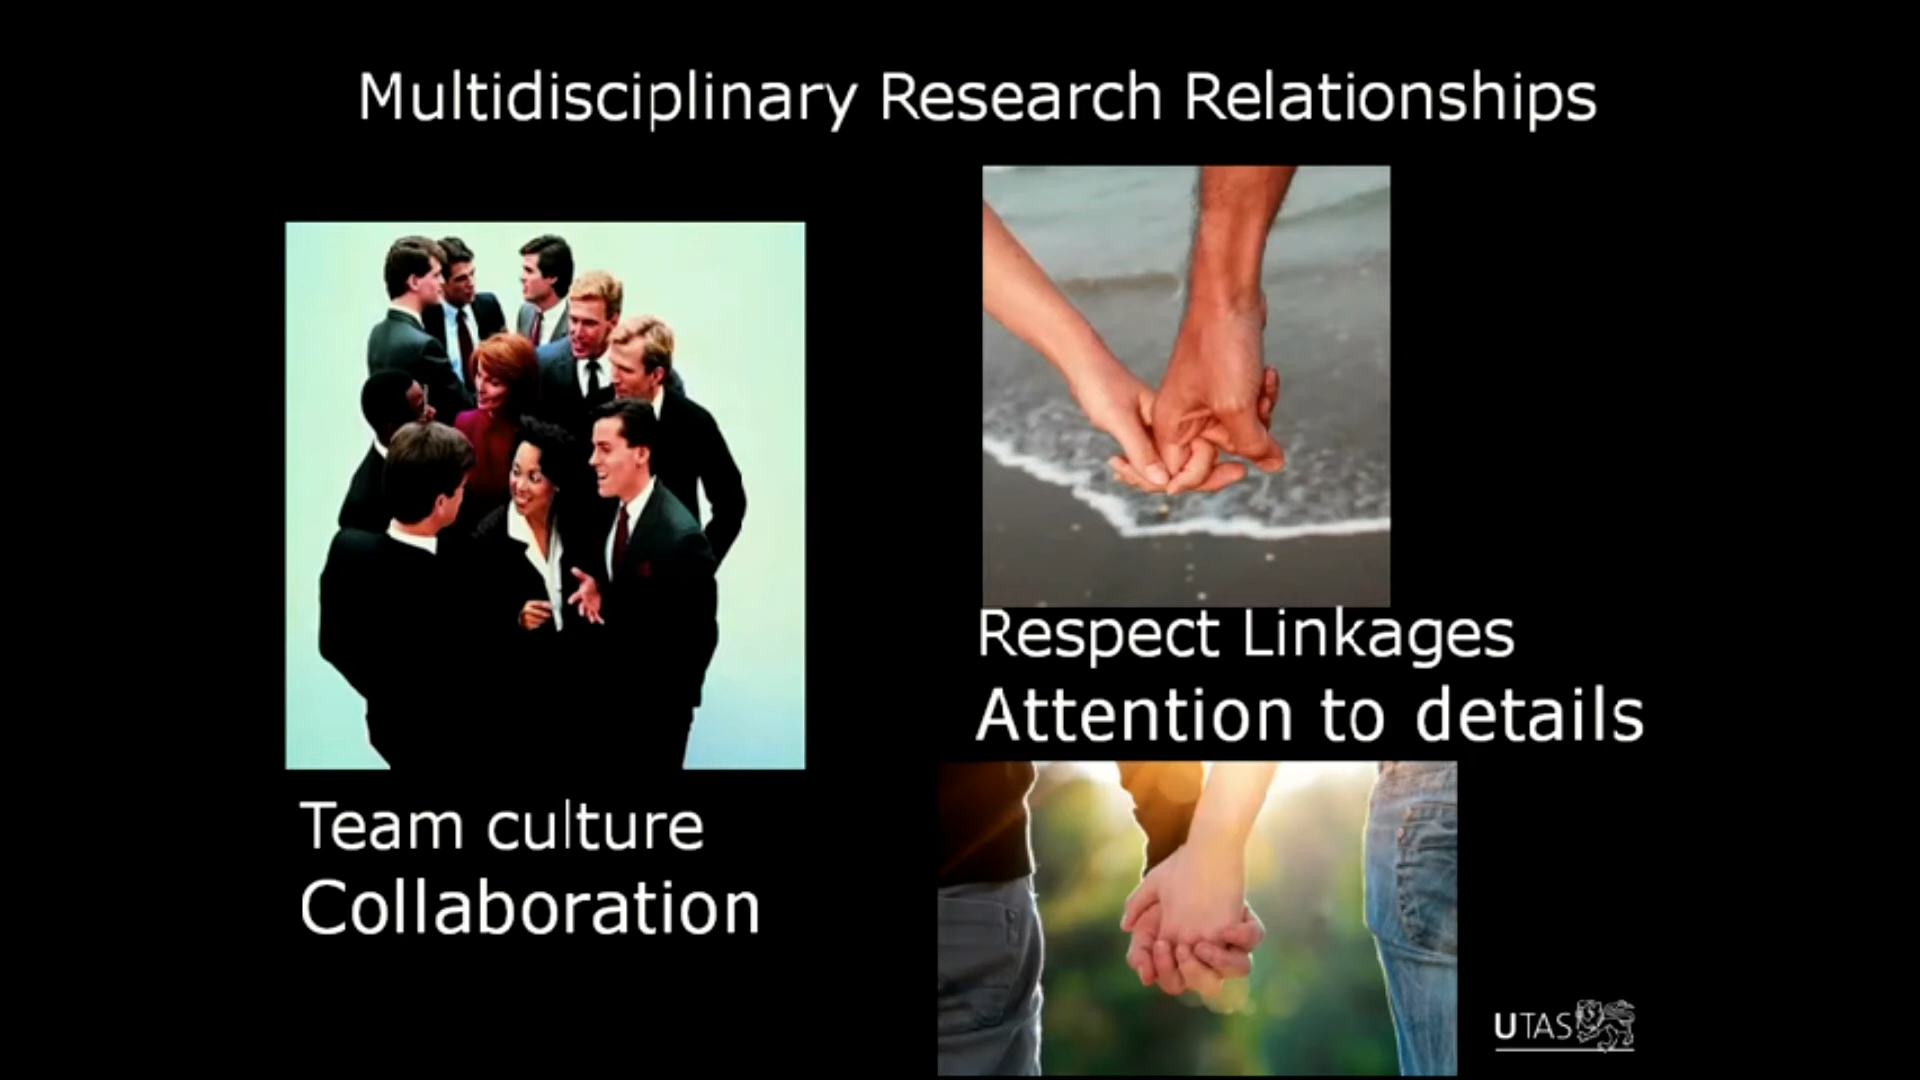 Multidisciplinary Research Relationships
Team culture
Collaboration
Respect Linkages
Attention to details
UTAS